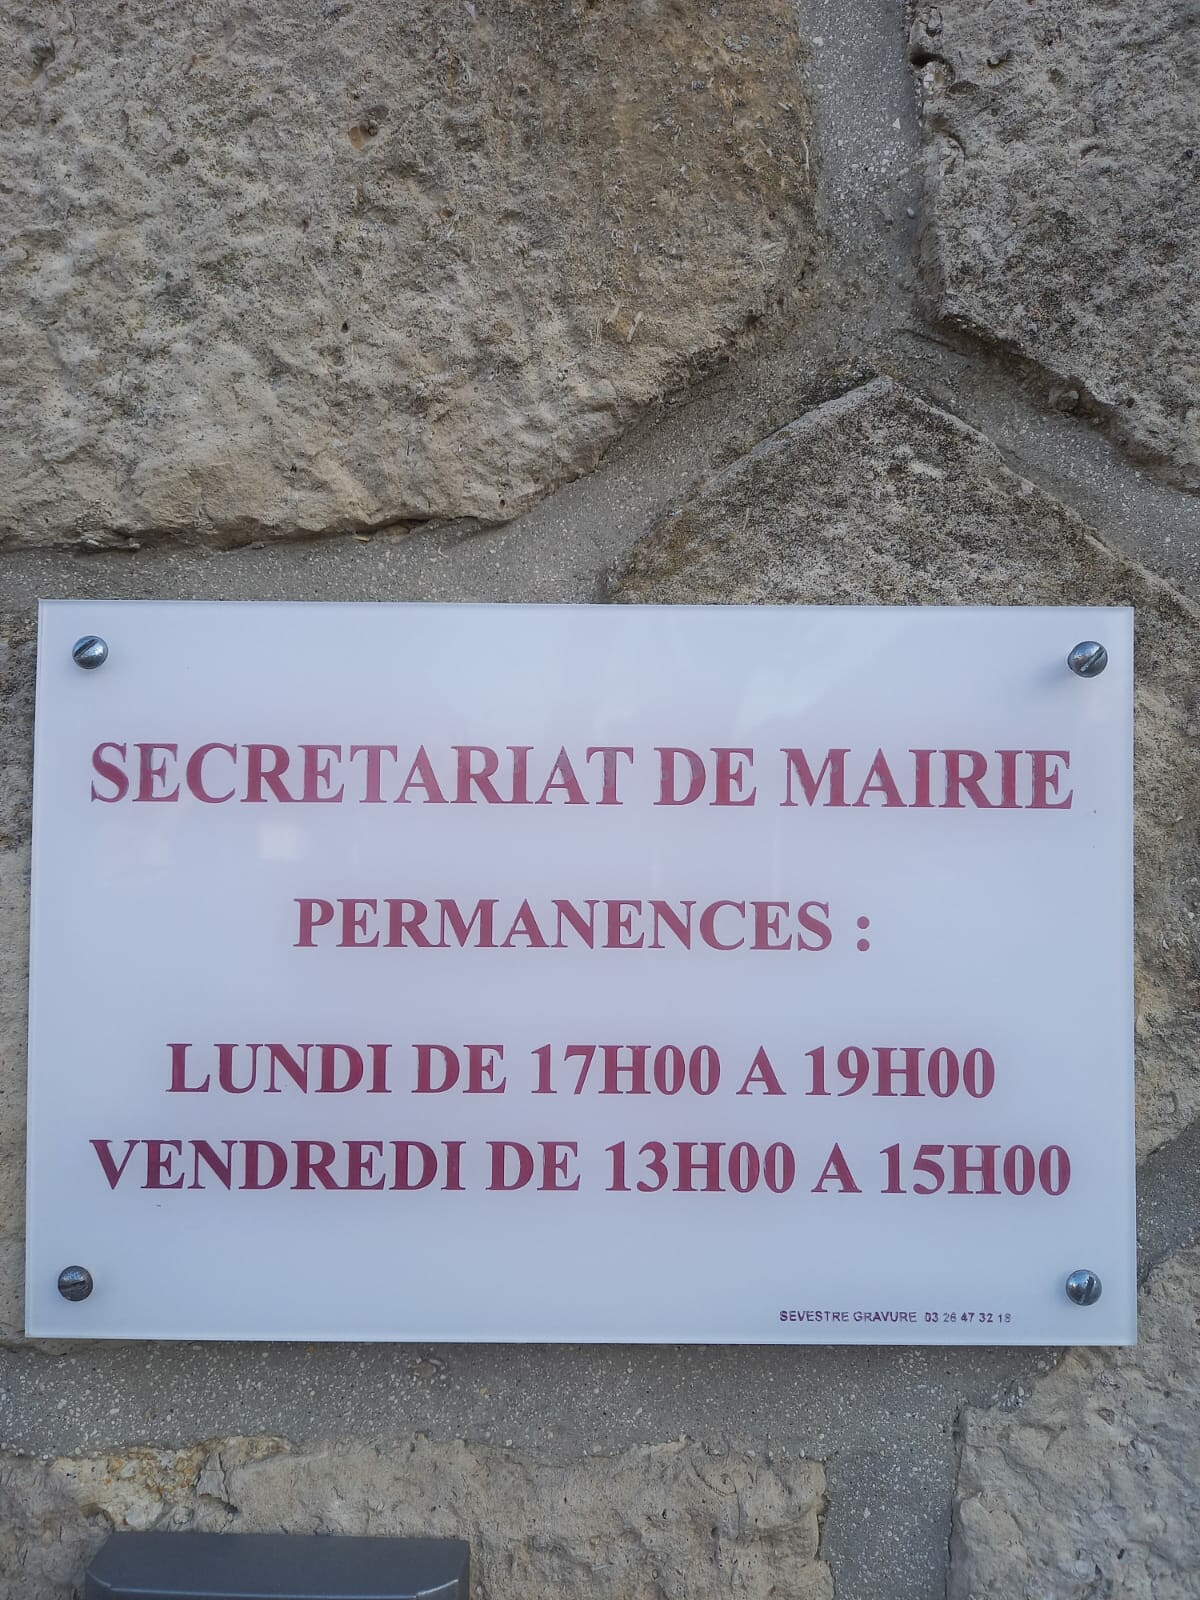 SECRETARIAT DE MAIRIE
PERMANENCES :
LUNDI DE 17H00 A 19H00
VENDREDI DE 13H00 A 15H00
SEVESTRE GRAVURE 03 26 47 32 18